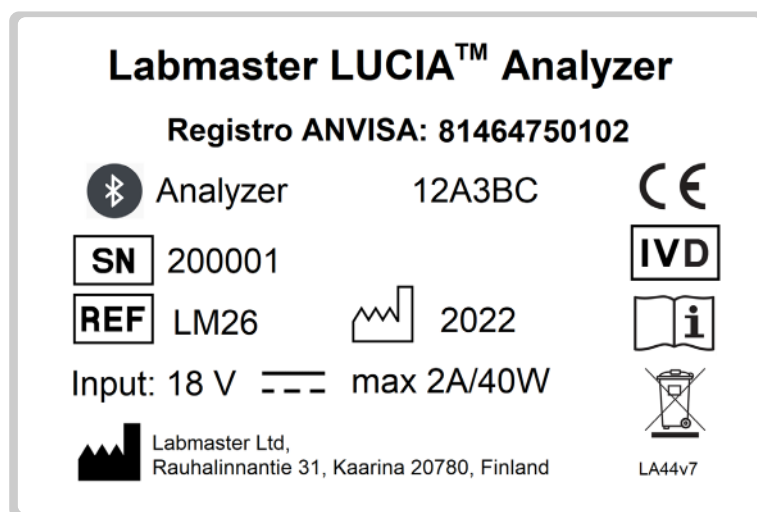 Labmaster LUCIA™ Analyzer
Registro ANVISA: 81464750102
Analyzer 12A3BC CE
SN 200001 IVD
REF LM26 2022 i
Input: 18 V max 2A/40W
Labmaster Ltd,
Rauhalinnantie 31, Kaarina 20780, Finland
LA44v7